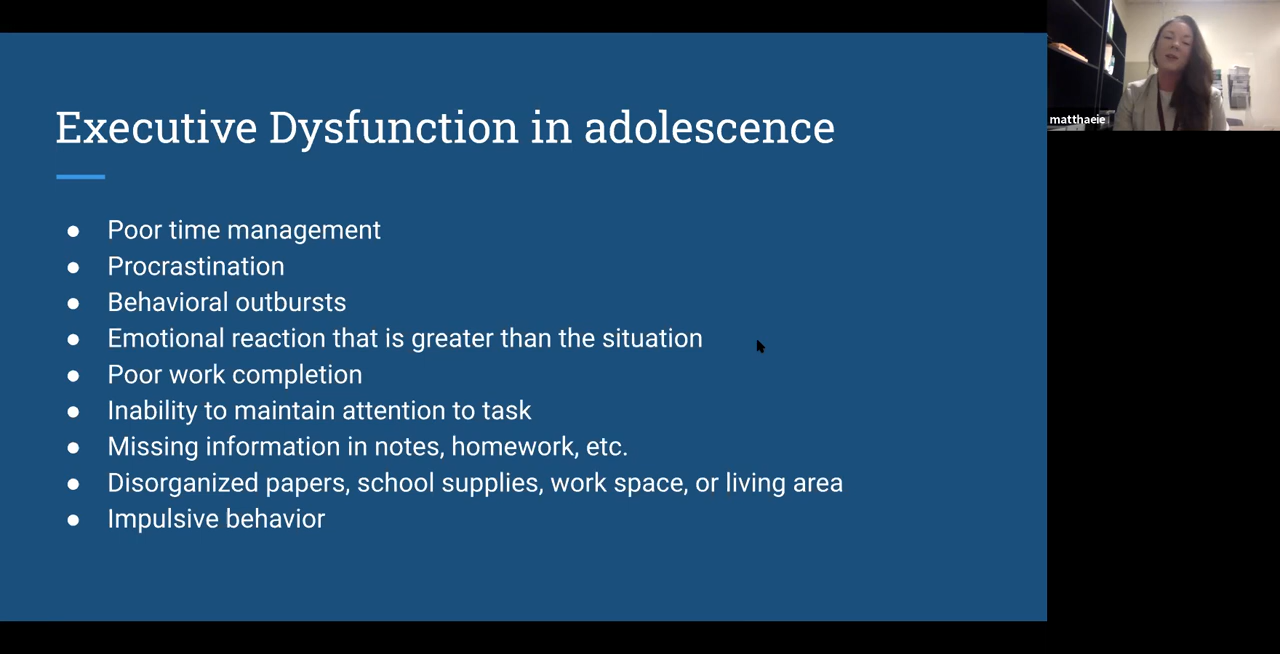 Executive Dysfunction in adolescence
● Poor time management
● Procrastination
● Behavioral outbursts
● Emotional reaction that is greater than the situation
● Poor work completion
● Inability to maintain attention to task
● Missing information in notes, homework, etc.
● Disorganized papers, school supplies, work space, or living area
● Impulsive behavior
matthaeie